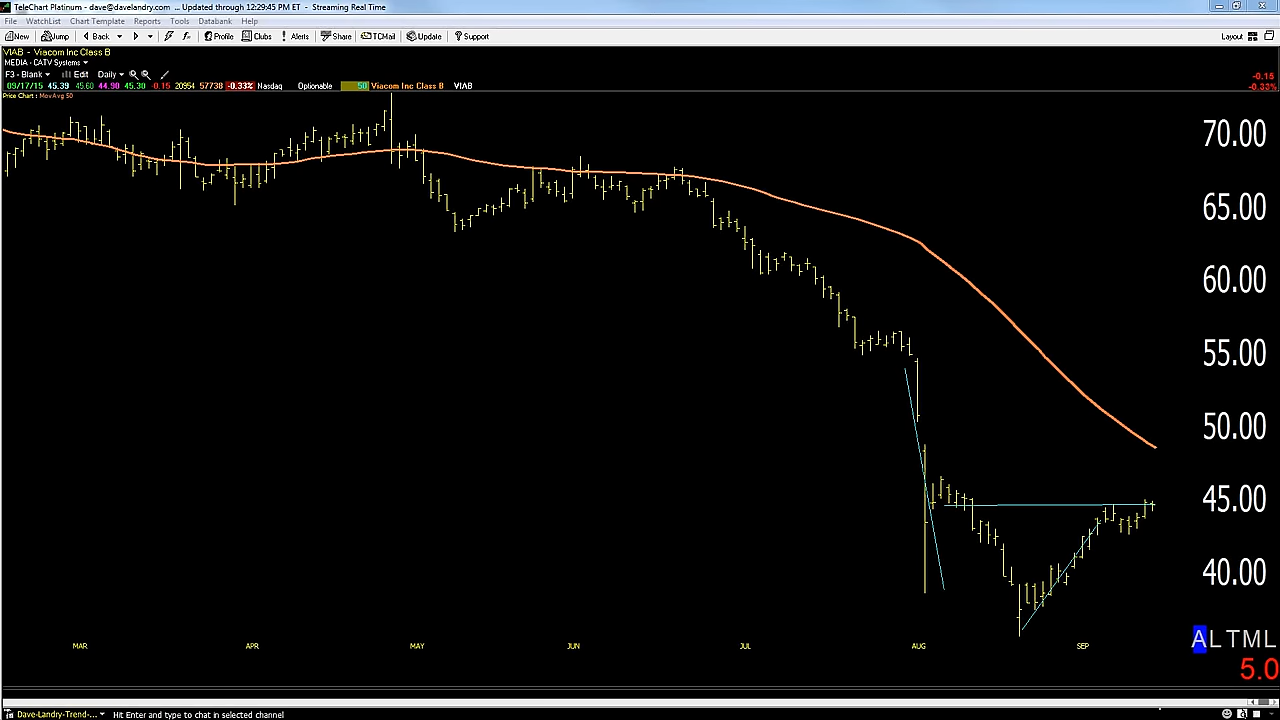 TeleChart Platinum - dave@davelandry.com ... Updated through 12:29:45 PM ET - Streaming Real Time
File WatchList Chart Template Reports Tools Databank Help
New Jump Back Profile Clubs Alerts Share TCMail Update Support Layout
VIAB - Viacom Inc Class B
MEDIA - CATV Systems
F3 - Blank Edit Daily
-0.15
09/17/15 45.39 45.60 44.90 45.30 -0.15 20954 57738 -0.33% Nasdaq Optionable 50 Viacom Inc Class B VIAB
-0.33%
Price Chart : MovAvg 50
70.00
65.00
60.00
55.00
50.00
45.00
40.00
ALTML
MAR APR MAY JUN JUL AUG SEP
5.0
Dave-Landry-Trend-... Hit Enter and type to chat in selected channel